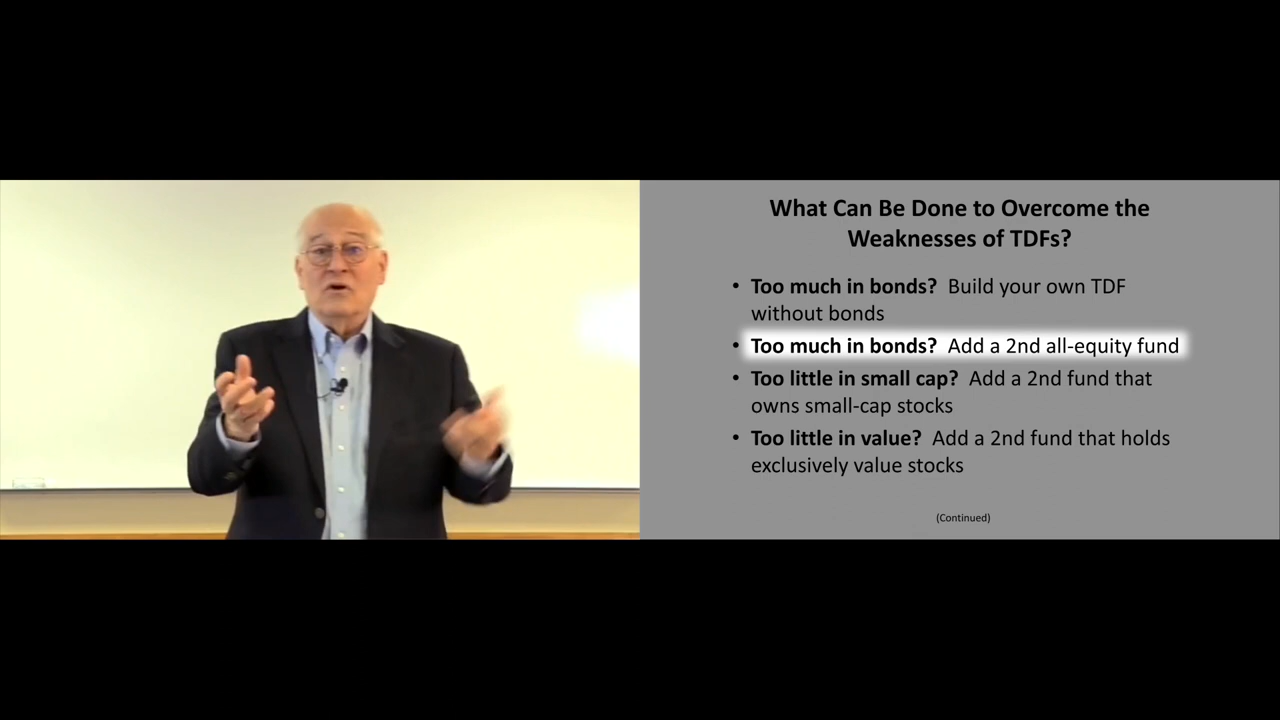 What Can Be Done to Overcome the
Weaknesses of TDFs?
• Too much in bonds? Build your own TDF
without bonds
• Too much in bonds? Add a 2nd all-equity fund
• Too little in small cap? Add a 2nd fund that
owns small-cap stocks
• Too little in value? Add a 2nd fund that holds
exclusively value stocks
(Continued)